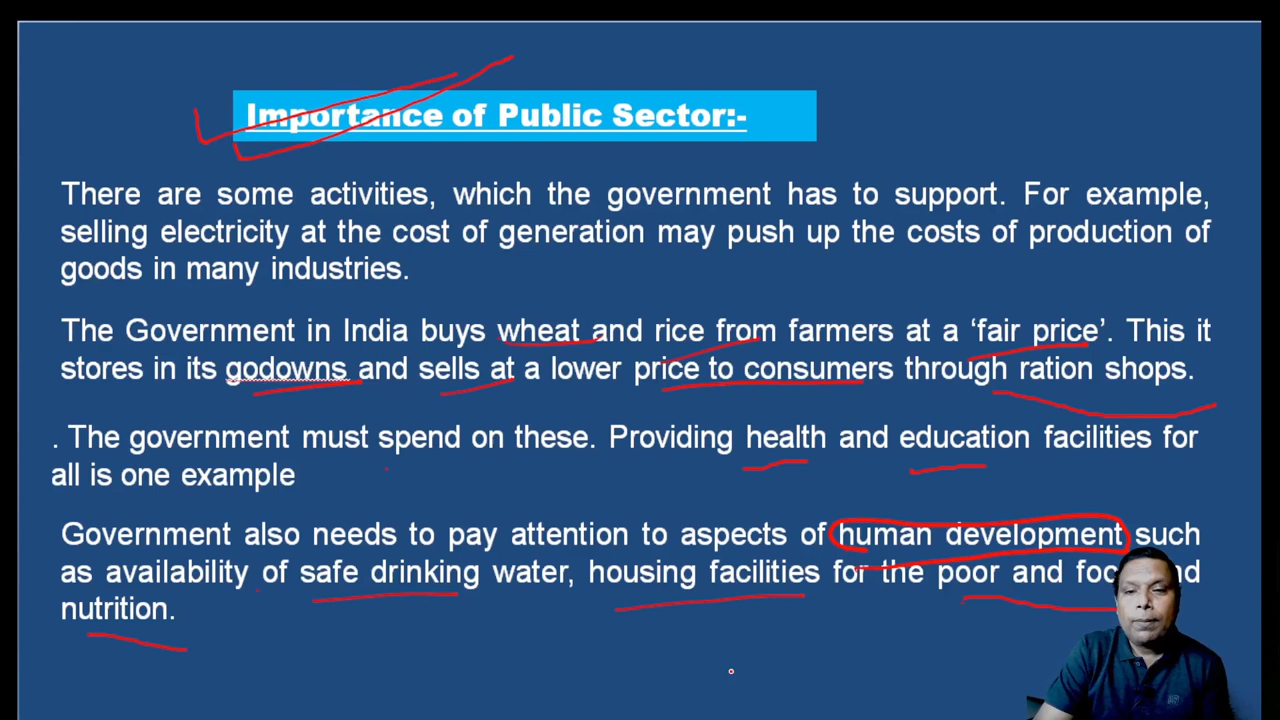 Importance of Public Sector:-
There are some activities, which the government has to support. For example,
selling electricity at the cost of generation may push up the costs of production of
goods in many industries.
The Government in India buys wheat and rice from farmers at a ‘fair price’. This it
stores in its godowns and sells at a lower price to consumers through ration shops.
. The government must spend on these. Providing health and education facilities for
all is one example
Government also needs to pay attention to aspects of human development such
as availability of safe drinking water, housing facilities for the poor and
nutrition.